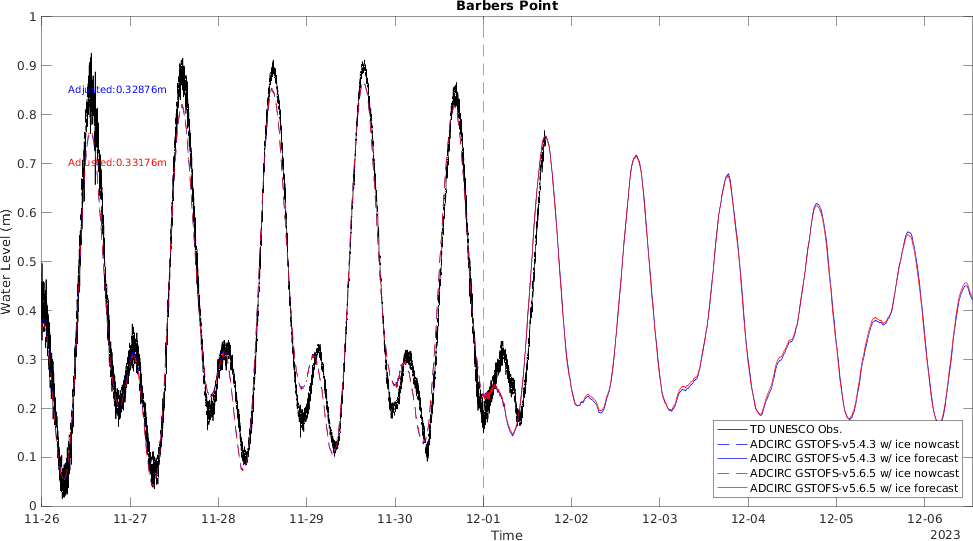 Barbers Point
1
0.9
0.8
0.7
0.6
0.5
0.4
0.3
0.2
0.1
0
Water Level (m)
Adjusted:0.32876m
Adjusted:0.33176m
TD UNESCO Obs.
ADCIRC GSTOFS-v5.4.3 w/ ice nowcast
ADCIRC GSTOFS-v5.4.3 w/ ice forecast
ADCIRC GSTOFS-v5.6.5 w/ ice nowcast
ADCIRC GSTOFS-v5.6.5 w/ ice forecast
11-26 11-27 11-28 11-29 11-30 12-01 12-02 12-03 12-04 12-05 12-06
Time
2023